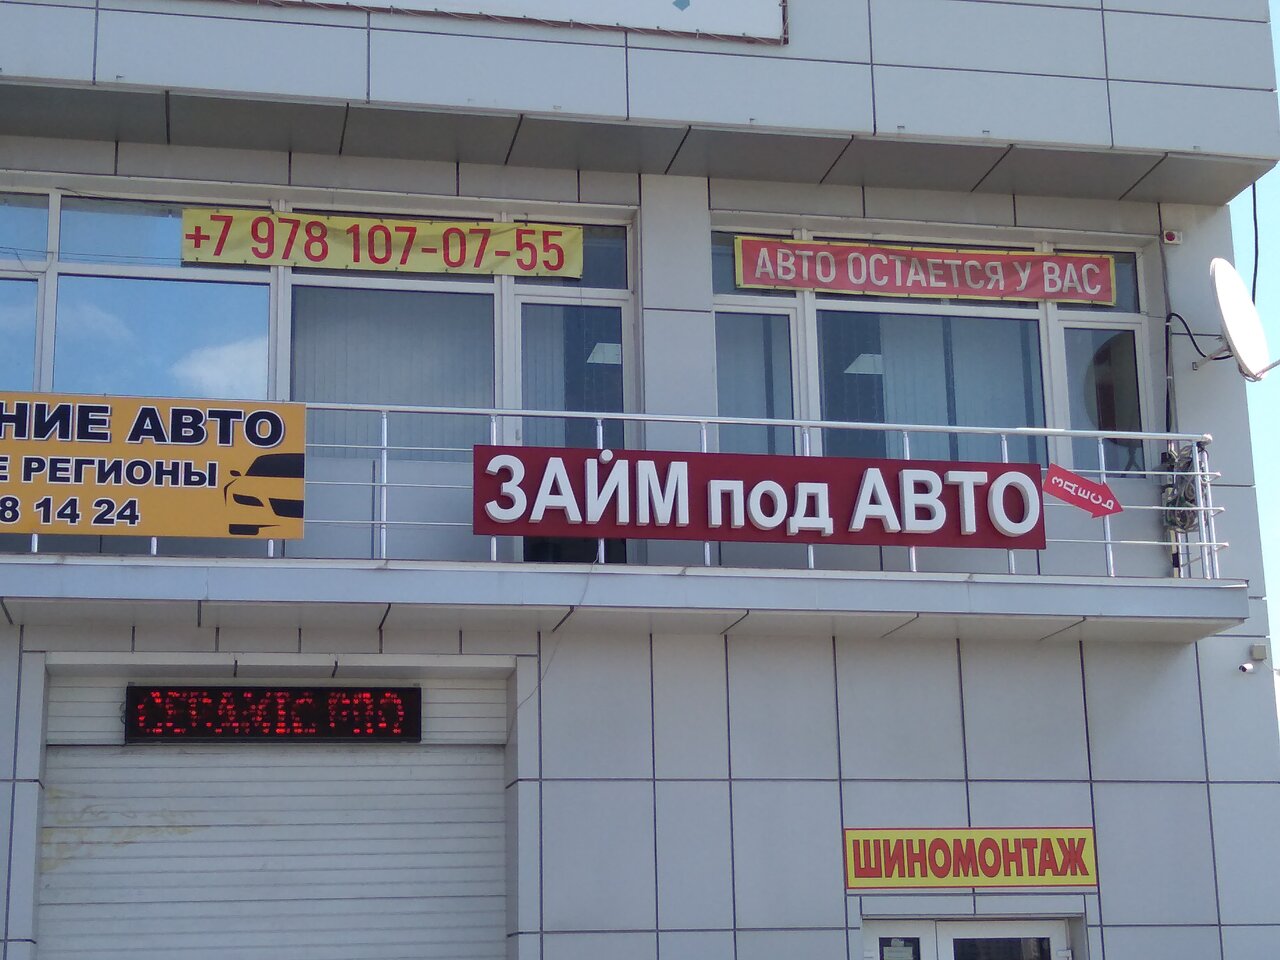 +7 978 107-07-55
АВТО ОСТАЕТСЯ У ВАС
НИЕ АВТО
Е РЕГИОНЫ
8 14 24
ЗАЙМ под АВТО
ЗДЕСЬ
ШИНОМОНТАЖ